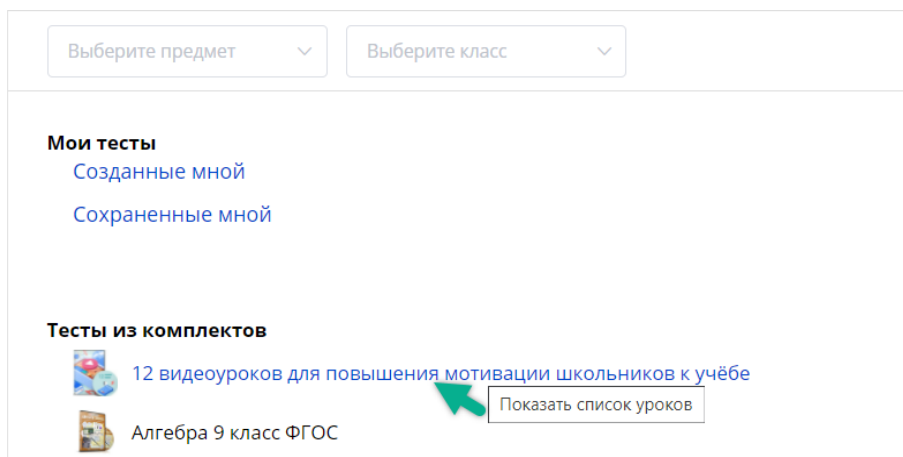 Выберите предмет Выберите класс
Мои тесты
Созданные мной
Сохраненные мной
Тесты из комплектов
12 видеоуроков для повышения мотивации школьников к учёбе
Показать список уроков
Алгебра 9 класс ФГОС